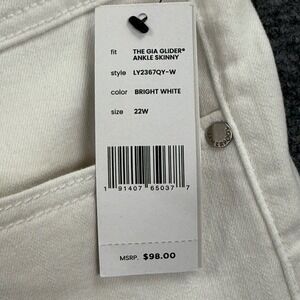 fit THE GIA GLIDER®
ANKLE SKINNY
style LY2367QY-W
color BRIGHT WHITE
size 22W
1 91407 65037 7
MSRP. $98.00